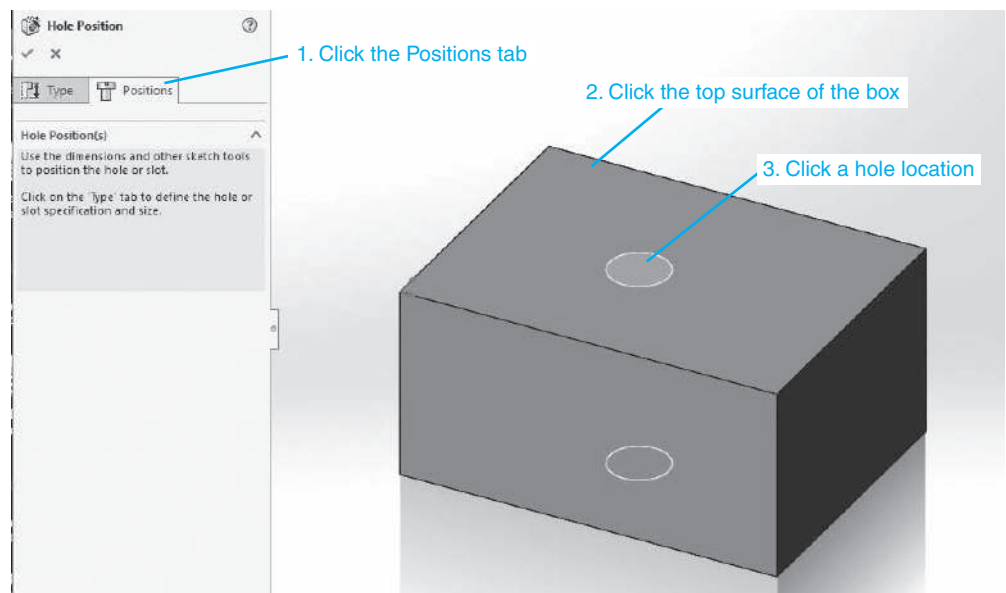 Hole Position
1. Click the Positions tab
Type
Positions
2. Click the top surface of the box
Hole Position(s)
3. Click a hole location
Use the dimensions and other sketch tools
to position the hole or slot.
Click on the 'Type' tab to define the hole or
slot specification and size.